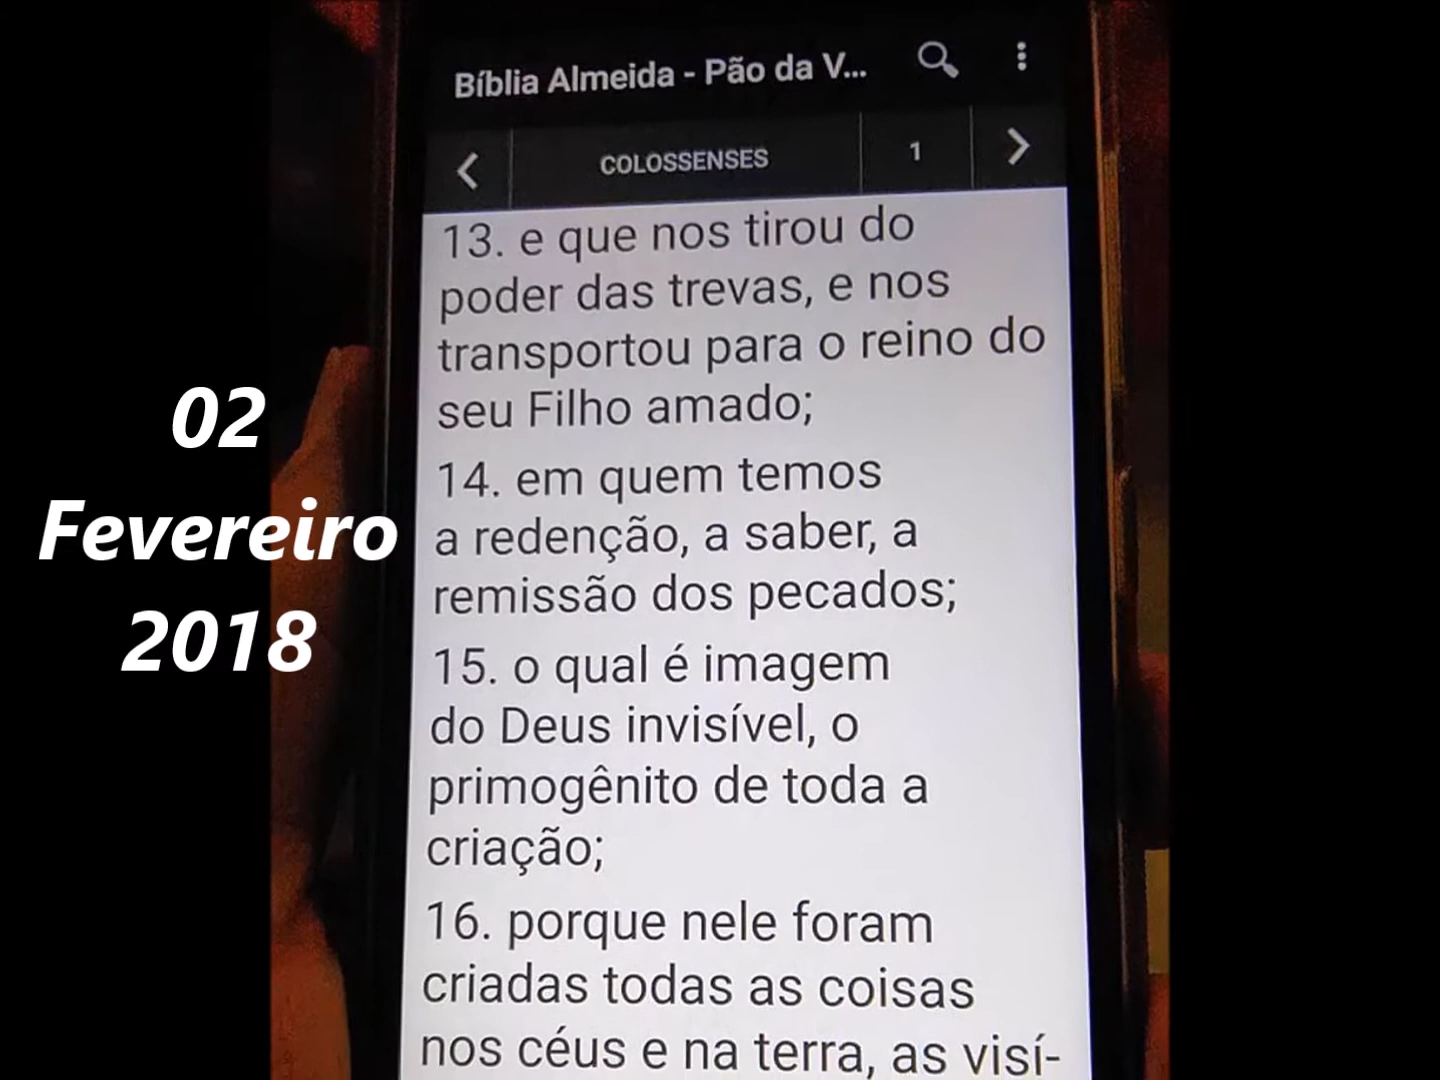 Bíblia Almeida - Pão da V...
COLOSSENSES 1
13. e que nos tirou do
poder das trevas, e nos
transportou para o reino do
seu Filho amado;
14. em quem temos
a redenção, a saber, a
remissão dos pecados;
15. o qual é imagem
do Deus invisível, o
primogênito de toda a
criação;
16. porque nele foram
criadas todas as coisas
nos céus e na terra, as visí-
02
Fevereiro
2018